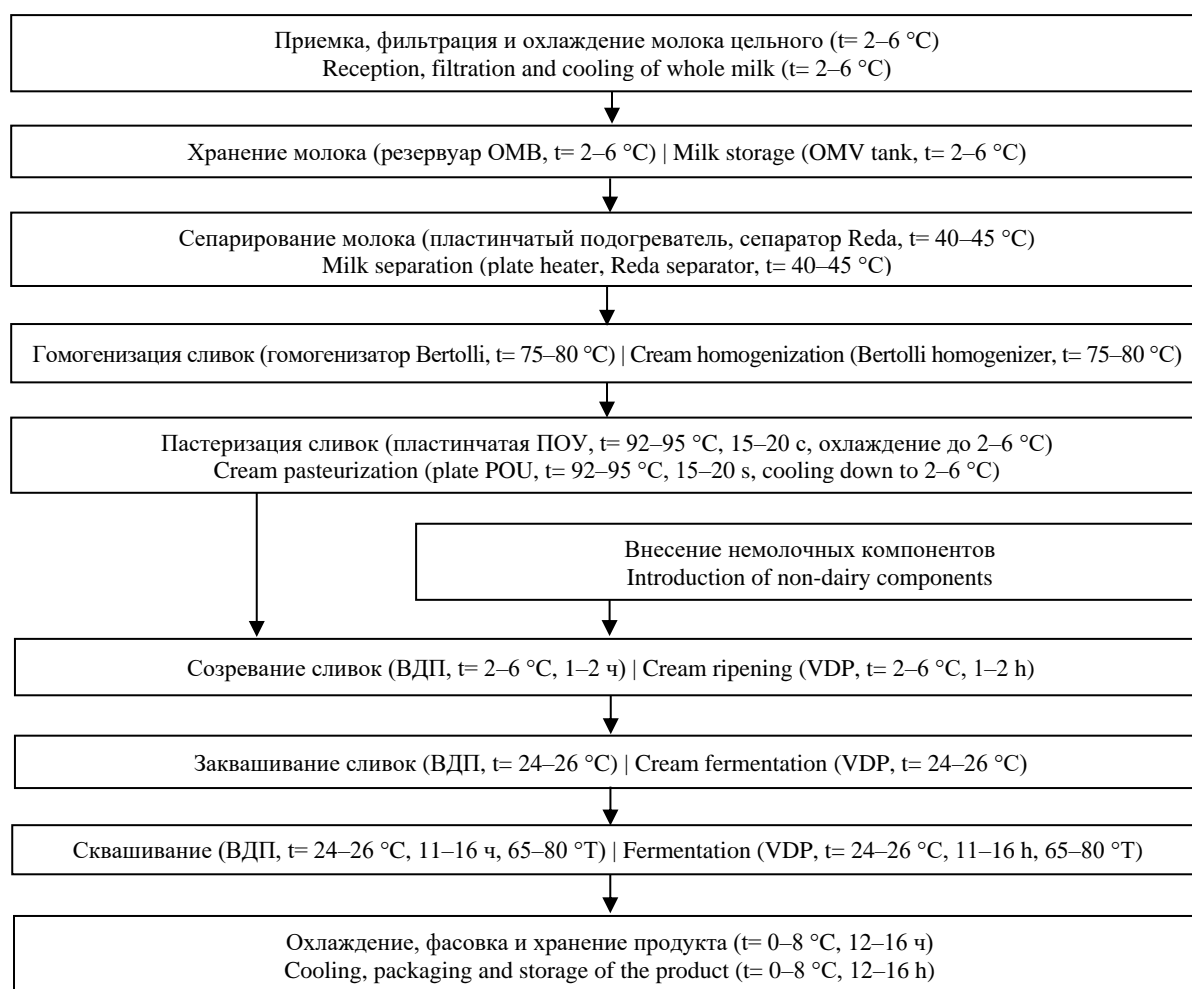 Приемка, фильтрация и охлаждение молока цельного (t= 2–6 °C)
Reception, filtration and cooling of whole milk (t= 2–6 °C)
Хранение молока (резервуар ОМВ, t= 2–6 °C) | Milk storage (OMV tank, t= 2–6 °C)
Сепарирование молока (пластинчатый подогреватель, сепаратор Reda, t= 40–45 °C)
Milk separation (plate heater, Reda separator, t= 40–45 °C)
Гомогенизация сливок (гомогенизатор Bertolli, t= 75–80 °C) | Cream homogenization (Bertolli homogenizer, t= 75–80 °C)
Пастеризация сливок (пластинчатая ПОУ, t= 92–95 °C, 15–20 с, охлаждение до 2–6 °C)
Cream pasteurization (plate POU, t= 92–95 °C, 15–20 s, cooling down to 2–6 °C)
Внесение немолочных компонентов
Introduction of non-dairy components
Созревание сливок (ВДП, t= 2–6 °C, 1–2 ч) | Cream ripening (VDP, t= 2–6 °C, 1–2 h)
Заквашивание сливок (ВДП, t= 24–26 °C) | Cream fermentation (VDP, t= 24–26 °C)
Сквашивание (ВДП, t= 24–26 °C, 11–16 ч, 65–80 °T) | Fermentation (VDP, t= 24–26 °C, 11–16 h, 65–80 °T)
Охлаждение, фасовка и хранение продукта (t= 0–8 °C, 12–16 ч)
Cooling, packaging and storage of the product (t= 0–8 °C, 12–16 h)